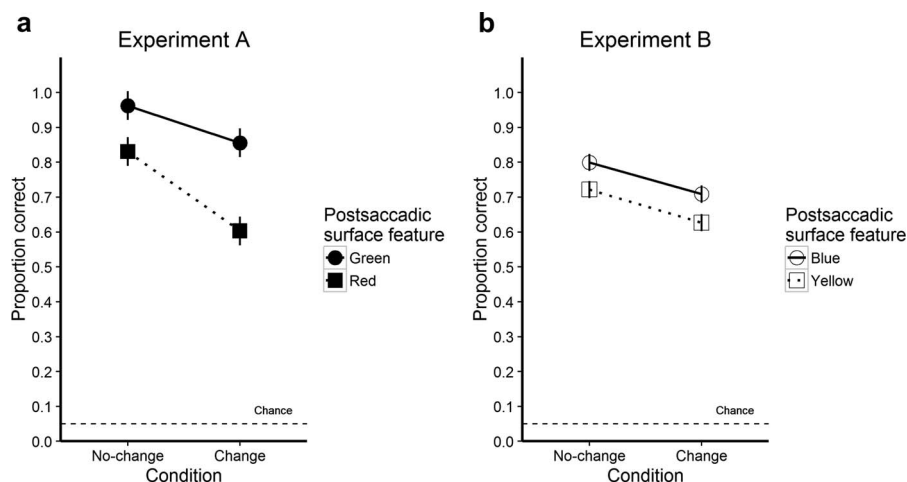 a
Experiment A
Proportion correct
1.0
0.9
0.8
0.7
0.6
0.5
0.4
0.3
0.2
0.1
0.0
Chance
No-change
Change
Condition
Postsaccadic
surface feature
Green
Red
b
Experiment B
Proportion correct
1.0
0.9
0.8
0.7
0.6
0.5
0.4
0.3
0.2
0.1
0.0
Chance
No-change
Change
Condition
Postsaccadic
surface feature
Blue
Yellow